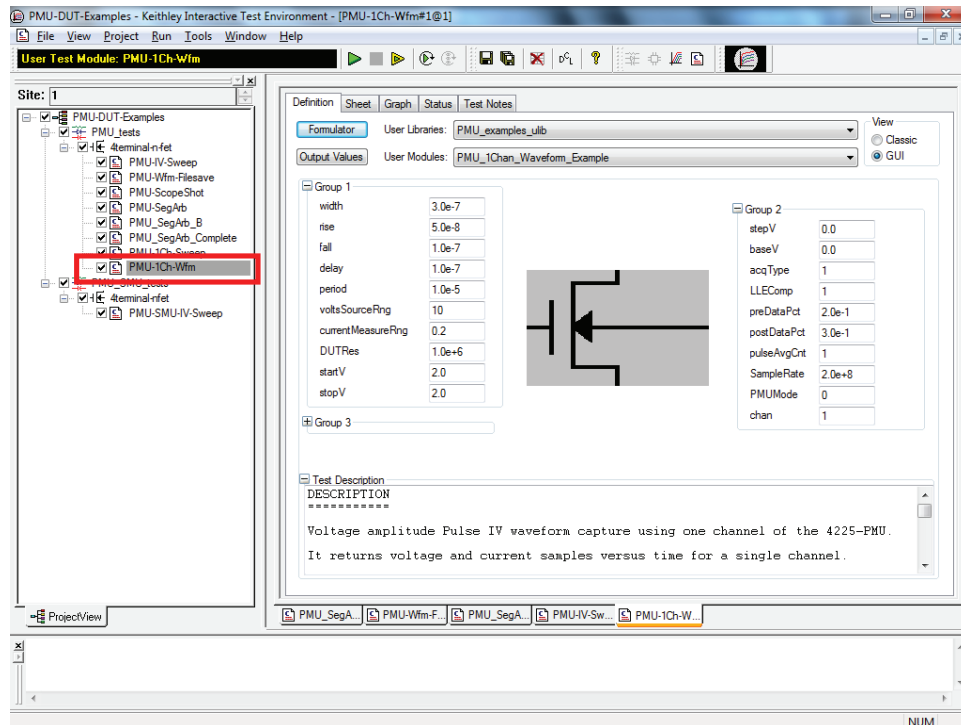 PMU-DUT-Examples - Keithley Interactive Test Environment - [PMU-1Ch-Wfm#1@1]
File View Project Run Tools Window Help
User Test Module: PMU-1Ch-Wfm
Site: 1
PMU-DUT-Examples
PMU_tests
4terminal-n-fet
PMU-IV-Sweep
PMU-Wfm-Filesave
PMU-ScopeShot
PMU-SegArb
PMU_SegArb_B
PMU_SegArb_Complete
PMU-1Ch-Sweep
PMU-1Ch-Wfm
PMU_SMU_tests
4terminal-nfet
PMU-SMU-IV-Sweep
ProjectView
Definition Sheet Graph Status Test Notes
Formulator User Libraries: PMU_examples_ulib
Output Values User Modules: PMU_1Chan_Waveform_Example
View
Classic
GUI
Group 1
width 3.0e-7
rise 5.0e-8
fall 1.0e-7
delay 1.0e-7
period 1.0e-5
voltsSourceRng 10
currentMeasureRng 0.2
DUTRes 1.0e+6
startV 2.0
stopV 2.0
Group 2
stepV 0.0
baseV 0.0
acqType 1
LLEComp 1
preDataPct 2.0e-1
postDataPct 3.0e-1
pulseAvgCnt 1
SampleRate 2.0e+8
PMUMode 0
chan 1
Group 3
Test Description
DESCRIPTION
===========
Voltage amplitude Pulse IV waveform capture using one channel of the 4225-PMU.
It returns voltage and current samples versus time for a single channel.
PMU_SegA... PMU-Wfm-F... PMU_SegA... PMU-IV-Sw... PMU-1Ch-W...
NUM